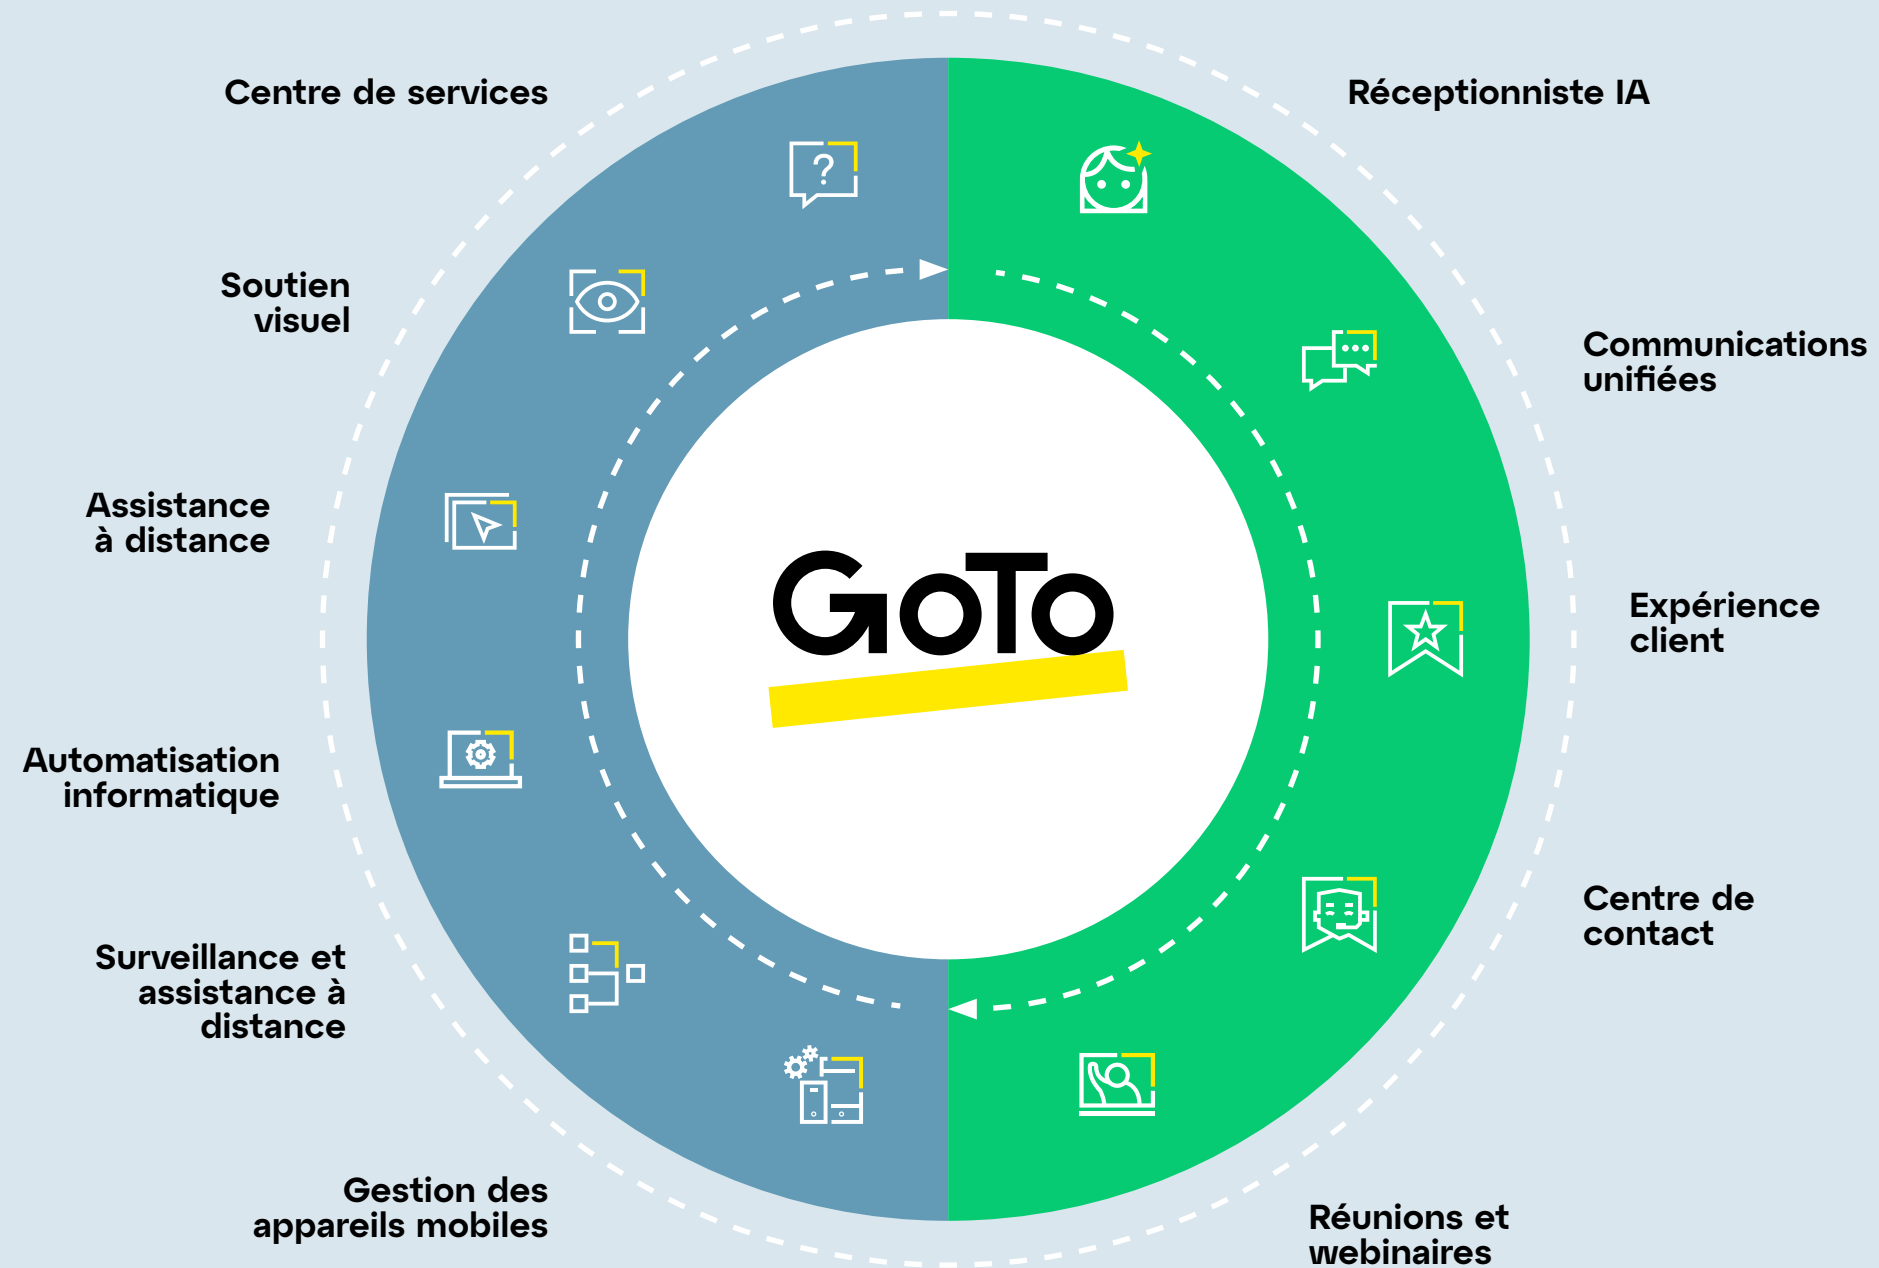 Centre de services
Réceptionniste IA
Soutien
visuel
Communications
unifiées
Assistance
à distance
GoTo
Expérience
client
Automatisation
informatique
Centre de
contact
Surveillance et
assistance à
distance
Gestion des
appareils mobiles
Réunions et
webinaires
?